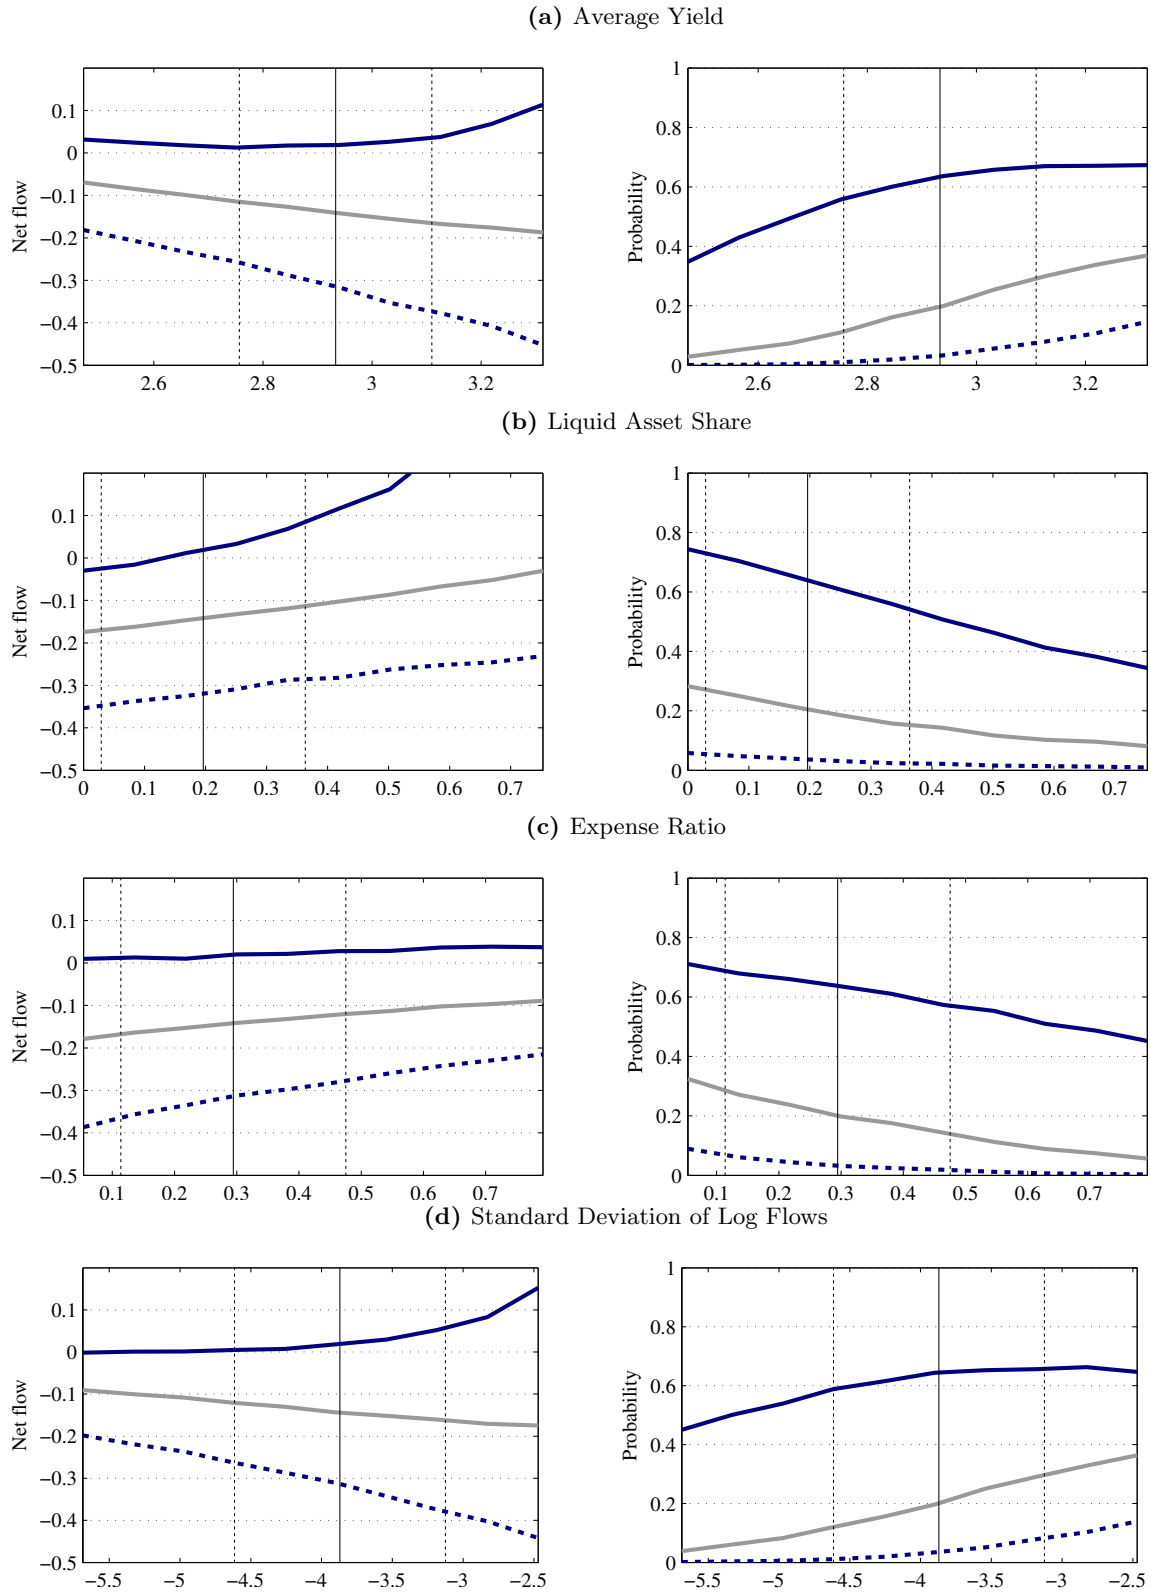 (a) Average Yield
Net flow
0.1
0
−0.1
−0.2
−0.3
−0.4
−0.5
2.6 2.8 3 3.2
Probability
1
0.8
0.6
0.4
0.2
0
2.6 2.8 3 3.2
(b) Liquid Asset Share
Net flow
0.1
0
−0.1
−0.2
−0.3
−0.4
−0.5
0 0.1 0.2 0.3 0.4 0.5 0.6 0.7
Probability
1
0.8
0.6
0.4
0.2
0
0 0.1 0.2 0.3 0.4 0.5 0.6 0.7
(c) Expense Ratio
Net flow
0.1
0
−0.1
−0.2
−0.3
−0.4
−0.5
0.1 0.2 0.3 0.4 0.5 0.6 0.7
Probability
1
0.8
0.6
0.4
0.2
0
0.1 0.2 0.3 0.4 0.5 0.6 0.7
(d) Standard Deviation of Log Flows
Net flow
0.1
0
−0.1
−0.2
−0.3
−0.4
−0.5
−5.5 −5 −4.5 −4 −3.5 −3 −2.5
Probability
1
0.8
0.6
0.4
0.2
0
−5.5 −5 −4.5 −4 −3.5 −3 −2.5